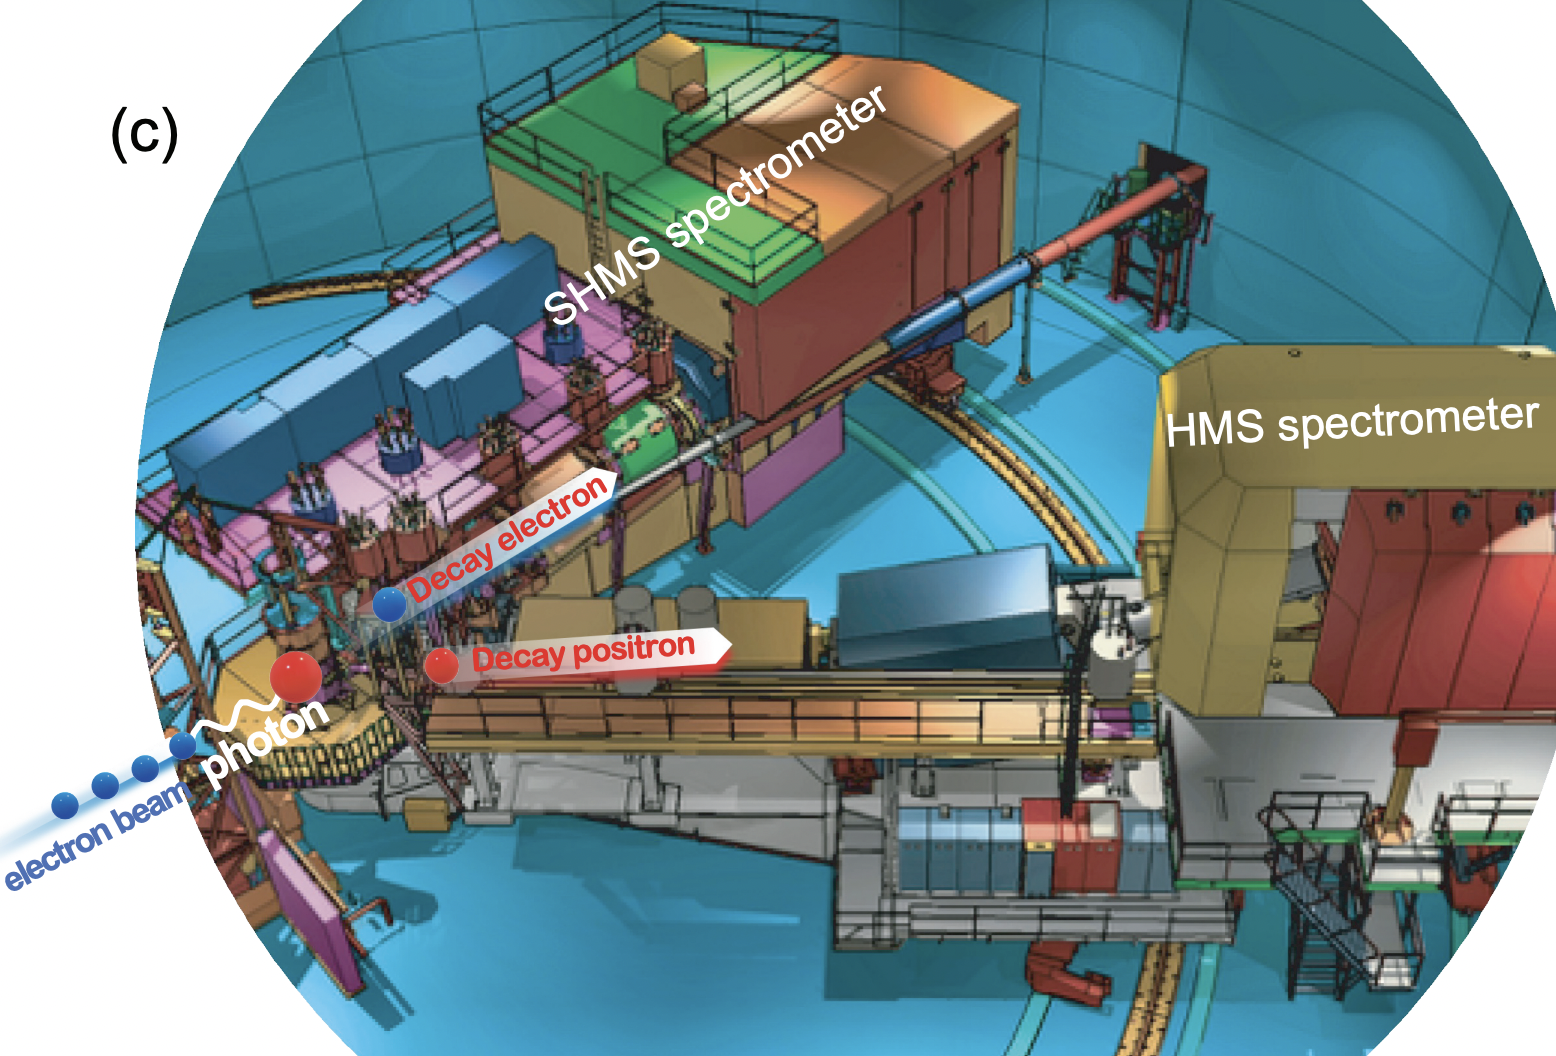 (c)
SHMS spectrometer
HMS spectrometer
Decay electron
Decay positron
photon
electron beam